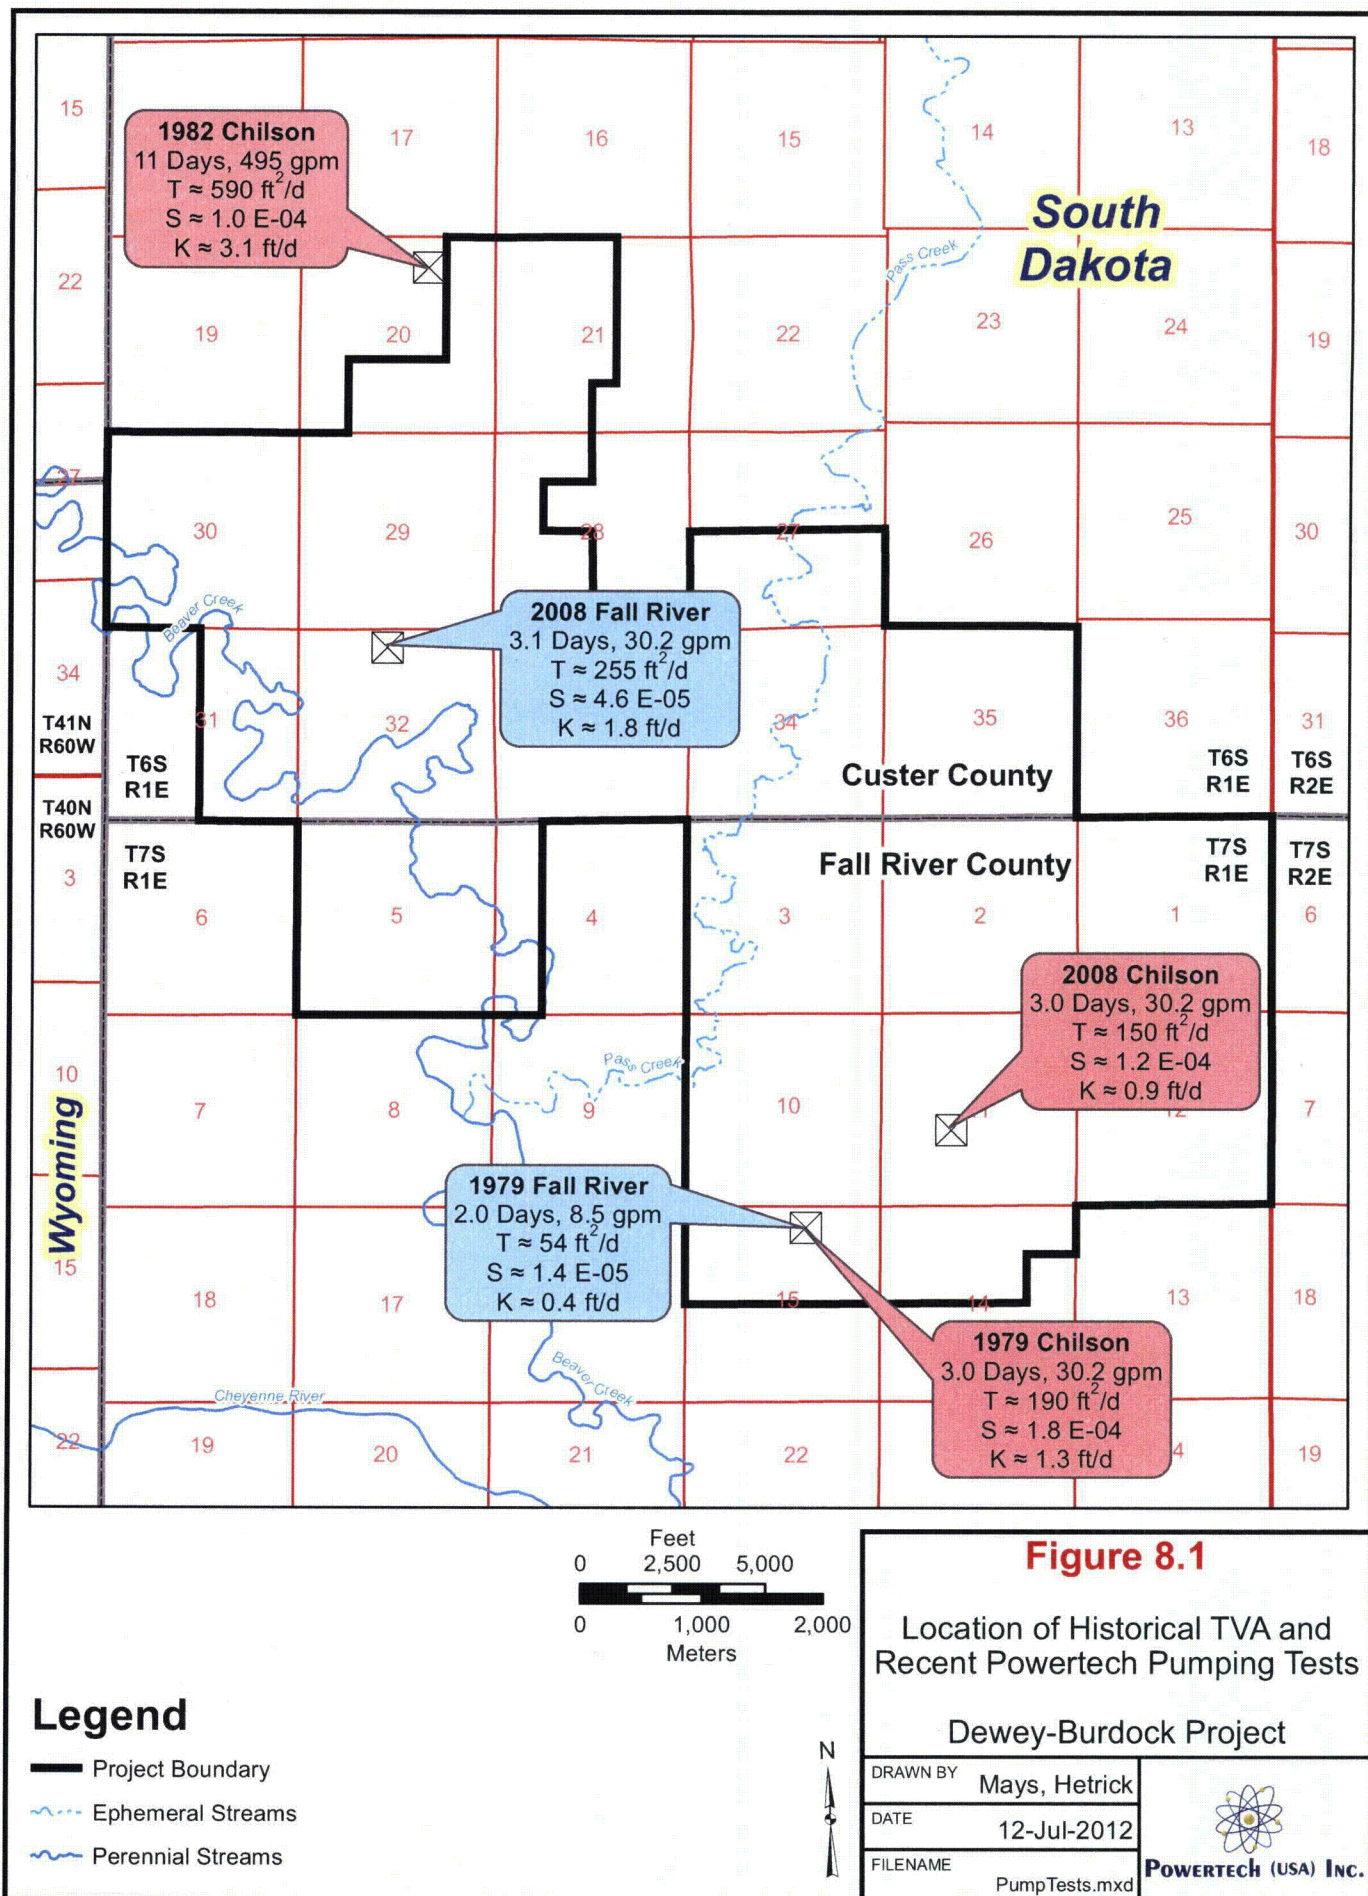 15
17
16
15
14
13
18
1982 Chilson
11 Days, 495 gpm
T ≈ 590 ft²/d
S ≈ 1.0 E-04
K ≈ 3.1 ft/d
South
Dakota
Pass Creek
22
19
20
21
22
23
24
19
27
30
29
28
27
26
25
30
Beaver Creek
2008 Fall River
3.1 Days, 30.2 gpm
T ≈ 255 ft²/d
S ≈ 4.6 E-05
K ≈ 1.8 ft/d
34
31
32
34
35
36
31
T41N
R60W
T6S
R1E
Custer County
T6S
R1E
T6S
R2E
T40N
R60W
T7S
R1E
Fall River County
T7S
R1E
T7S
R2E
3
6
5
4
3
2
1
6
2008 Chilson
3.0 Days, 30.2 gpm
T ≈ 150 ft²/d
S ≈ 1.2 E-04
K ≈ 0.9 ft/d
Pass Creek
10
7
8
9
10
12
7
Wyoming
1979 Fall River
2.0 Days, 8.5 gpm
T ≈ 54 ft²/d
S ≈ 1.4 E-05
K ≈ 0.4 ft/d
15
18
17
15
14
13
18
1979 Chilson
3.0 Days, 30.2 gpm
T ≈ 190 ft²/d
S ≈ 1.8 E-04
K ≈ 1.3 ft/d
Beaver Creek
Cheyenne River
22
19
20
21
22
4
19
Feet
0 2,500 5,000
0 1,000 2,000
Meters
Figure 8.1
Location of Historical TVA and
Recent Powertech Pumping Tests
Dewey-Burdock Project
Legend
Project Boundary
Ephemeral Streams
Perennial Streams
N
DRAWN BY Mays, Hetrick
DATE 12-Jul-2012
FILENAME PumpTests.mxd
POWERTECH (USA) INC.